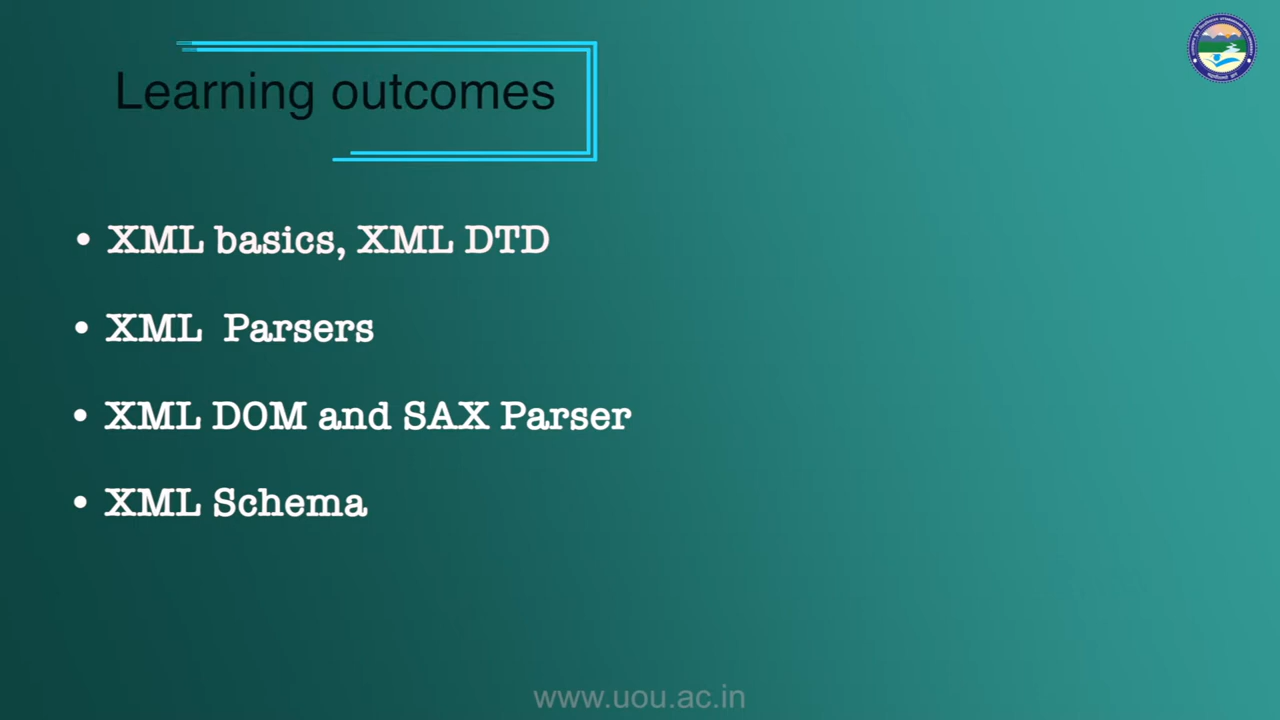 Learning outcomes
• XML basics, XML DTD
• XML Parsers
• XML DOM and SAX Parser
• XML Schema
www.uou.ac.in